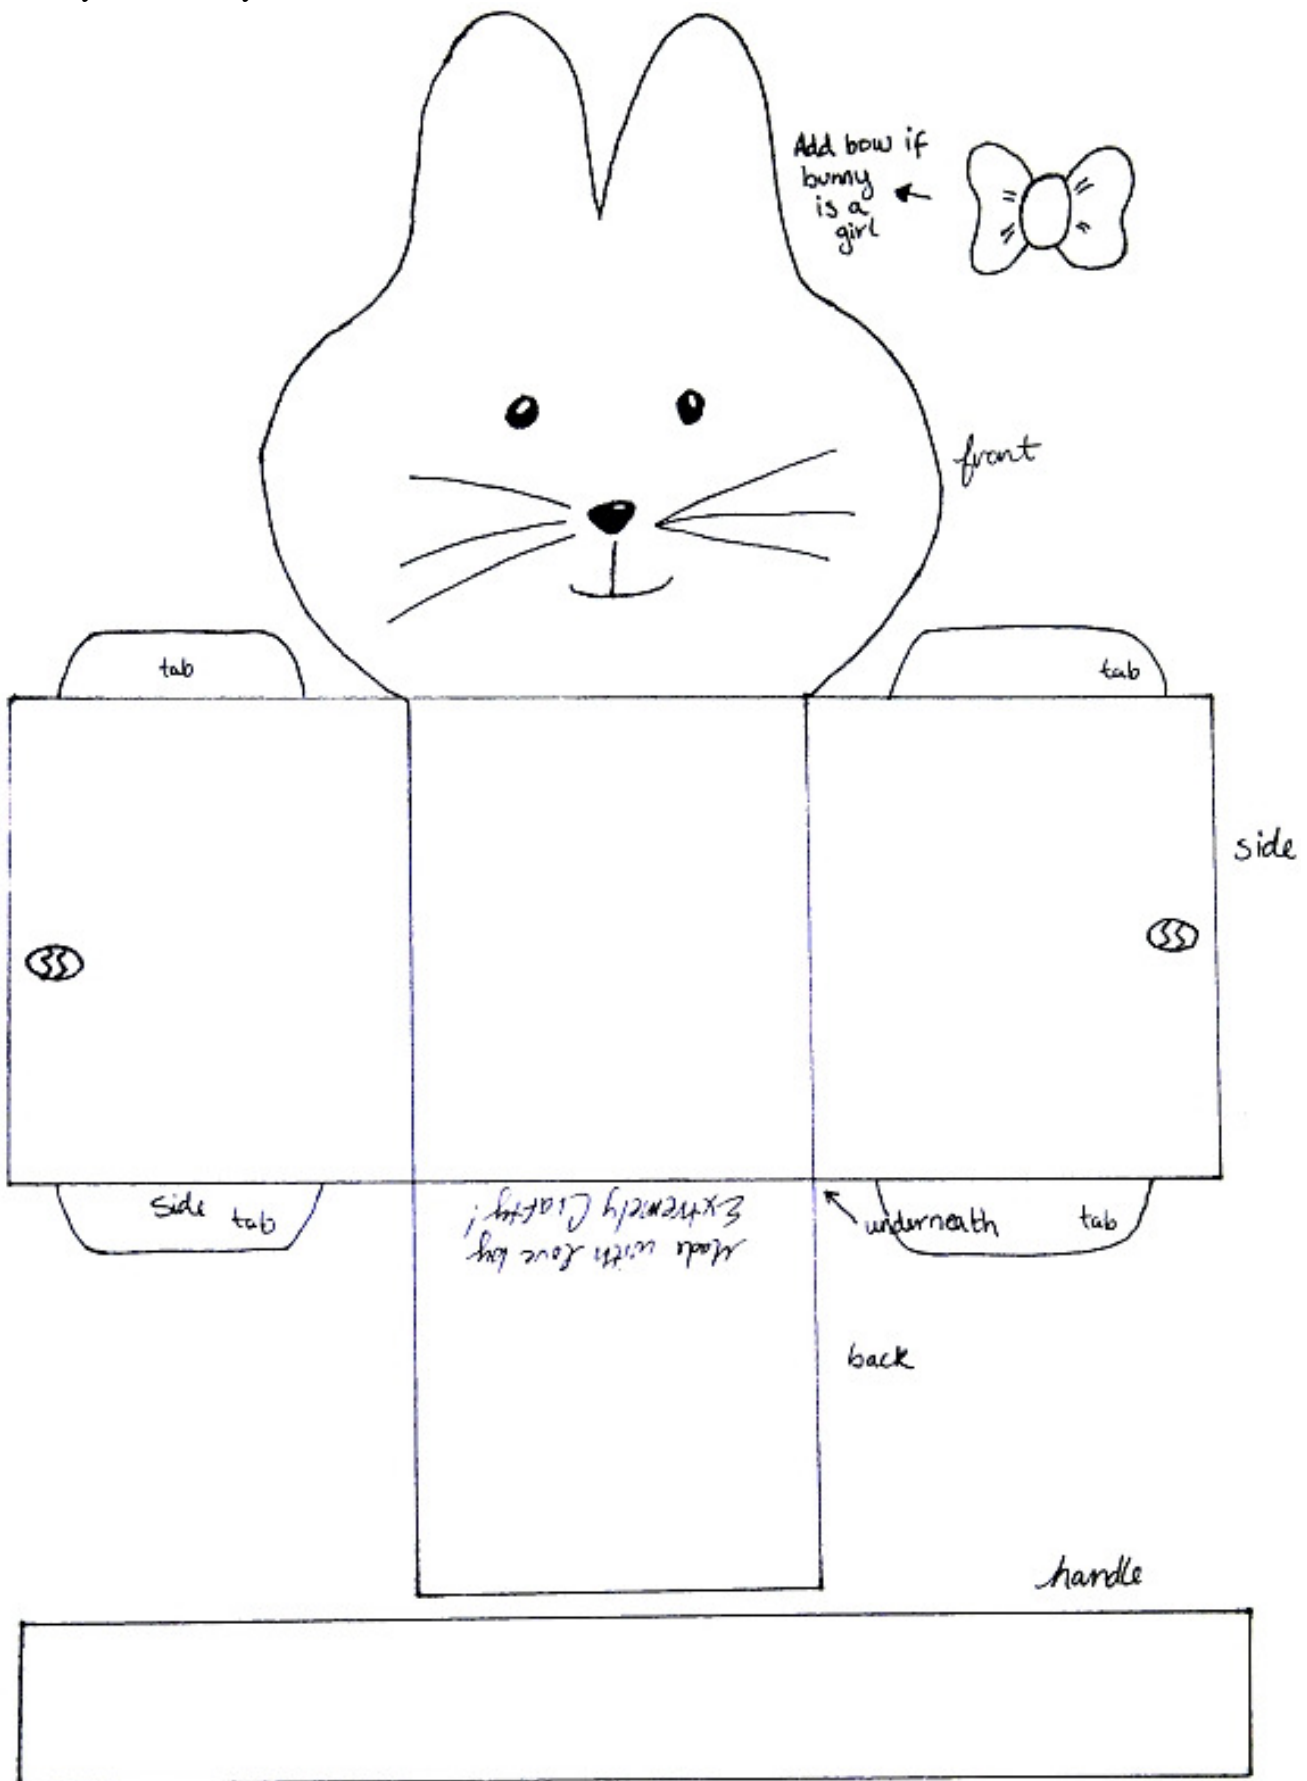 Add bow if
bunny
is a
girl
front
tab
tab
side
side tab
underneath
tab
Made with love by
Extremely Crafty!
back
handle